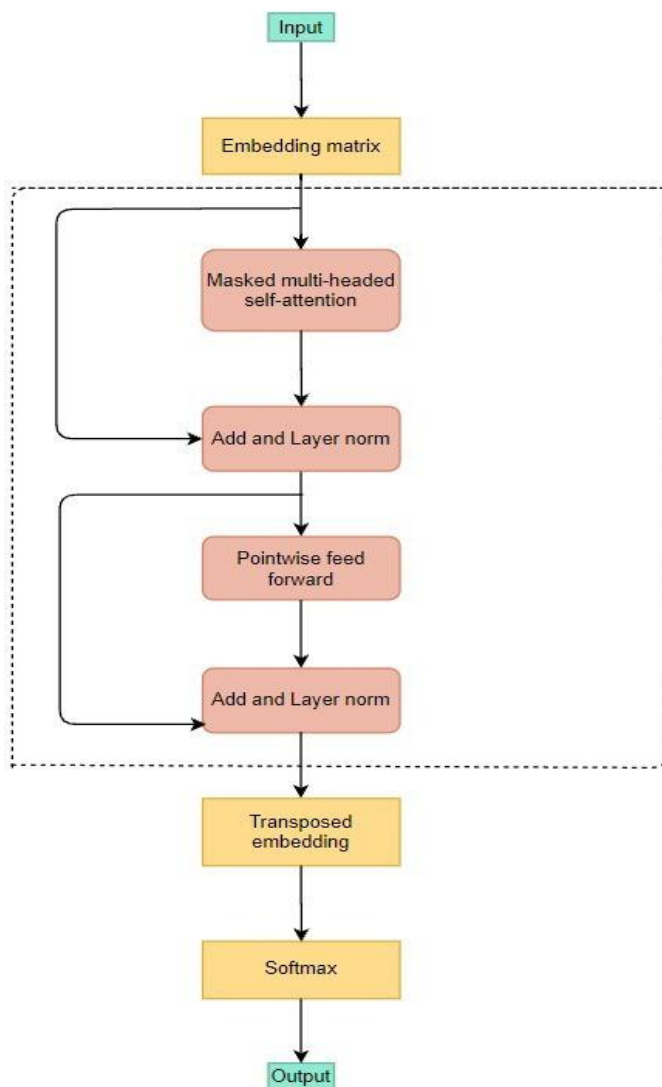 Input
Embedding matrix
Masked multi-headed
self-attention
Add and Layer norm
Pointwise feed
forward
Add and Layer norm
Transposed
embedding
Softmax
Output